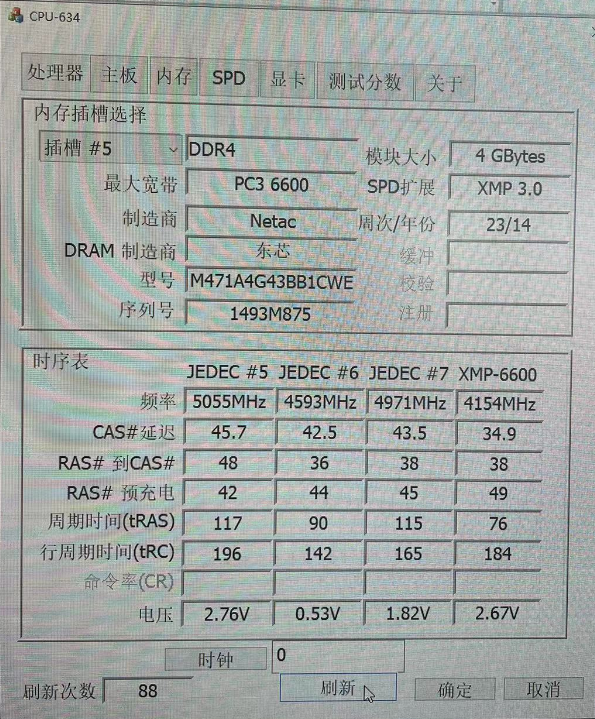 CPU-634
处理器 主板 内存 SPD 显卡 测试分数 关于
内存插槽选择
插槽 #5 DDR4 模块大小 4 GBytes
最大宽带 PC3 6600 SPD扩展 XMP 3.0
制造商 Netac 周次/年份 23/14
DRAM 制造商 东芯 缓冲
型号 M471A4G43BB1CWE 校验
序列号 1493M875 注册
时序表
JEDEC #5 JEDEC #6 JEDEC #7 XMP-6600
频率 5055MHz 4593MHz 4971MHz 4154MHz
CAS#延迟 45.7 42.5 43.5 34.9
RAS# 到CAS# 48 36 38 38
RAS# 预充电 42 44 45 49
周期时间(tRAS) 117 90 115 76
行周期时间(tRC) 196 142 165 184
命令率(CR)
电压 2.76V 0.53V 1.82V 2.67V
时钟 0
刷新次数 88 刷新 确定 取消